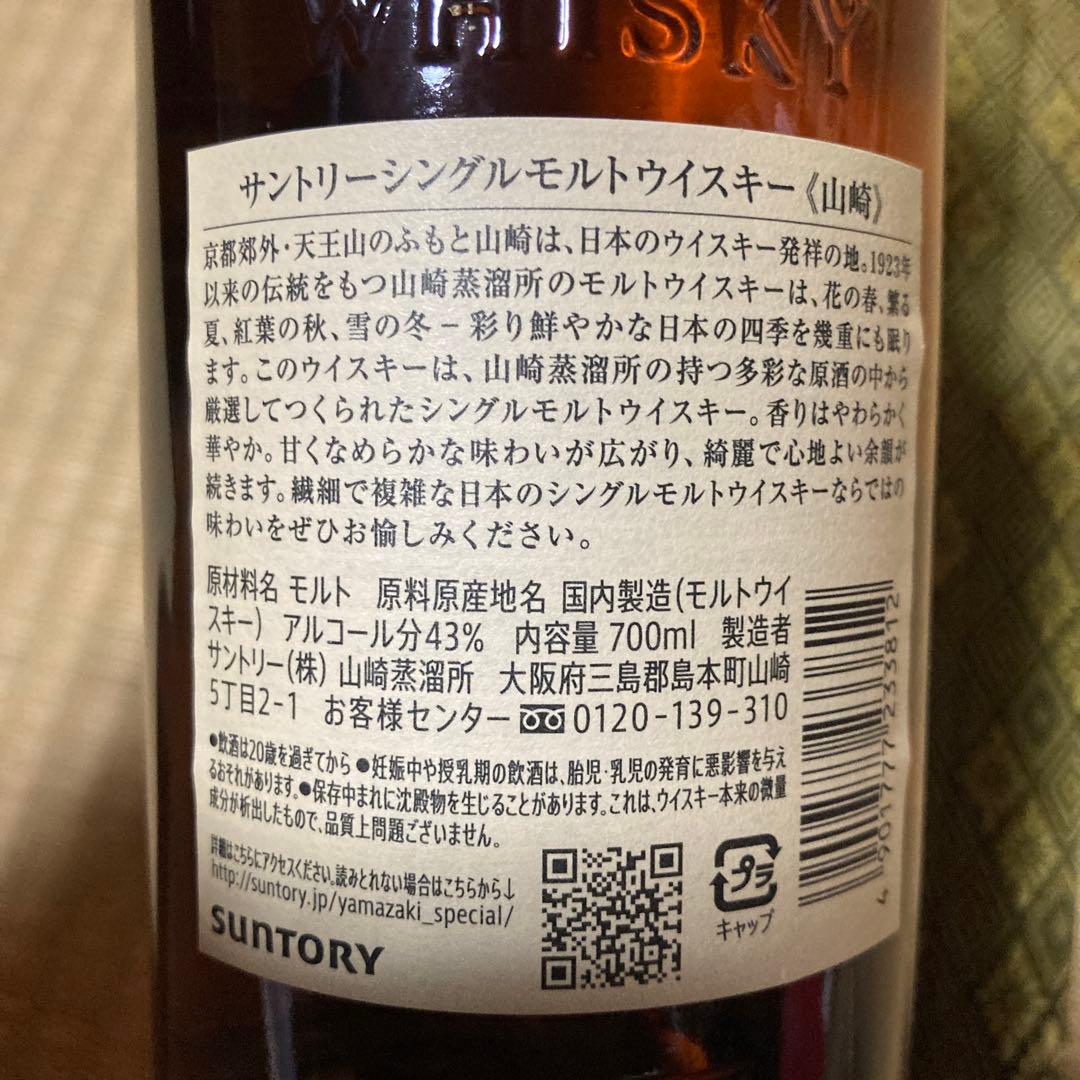 WHISKY
サントリーシングルモルトウイスキー《山崎》
京都郊外・天王山のふもと山崎は、日本のウイスキー発祥の地。1923年
以来の伝統をもつ山崎蒸溜所のモルトウイスキーは、花の春、繁る
夏、紅葉の秋、雪の冬－彩り鮮やかな日本の四季を幾重にも眠り
ます。このウイスキーは、山崎蒸溜所の持つ多彩な原酒の中から
厳選してつくられたシングルモルトウイスキー。香りはやわらかく
華やか。甘くなめらかな味わいが広がり、綺麗で心地よい余韻が
続きます。繊細で複雑な日本のシングルモルトウイスキーならではの
味わいをぜひお愉しみください。
原材料名 モルト 原料原産地名 国内製造(モルトウイ
スキー) アルコール分43% 内容量 700ml 製造者
サントリー(株) 山崎蒸溜所 大阪府三島郡島本町山崎
5丁目2-1 お客様センター 0120-139-310
●飲酒は20歳を過ぎてから ●妊娠中や授乳期の飲酒は、胎児・乳児の発育に悪影響を与え
るおそれがあります。●保存中まれに沈殿物を生じることがあります。これは、ウイスキー本来の微量
成分が析出したもので、品質上問題ございません。
詳細はこちらにアクセスください。読みとれない場合はこちらから↓
http://suntory.jp/yamazaki_special/
SUNTORY
プラ
キャップ
4 901777 233812